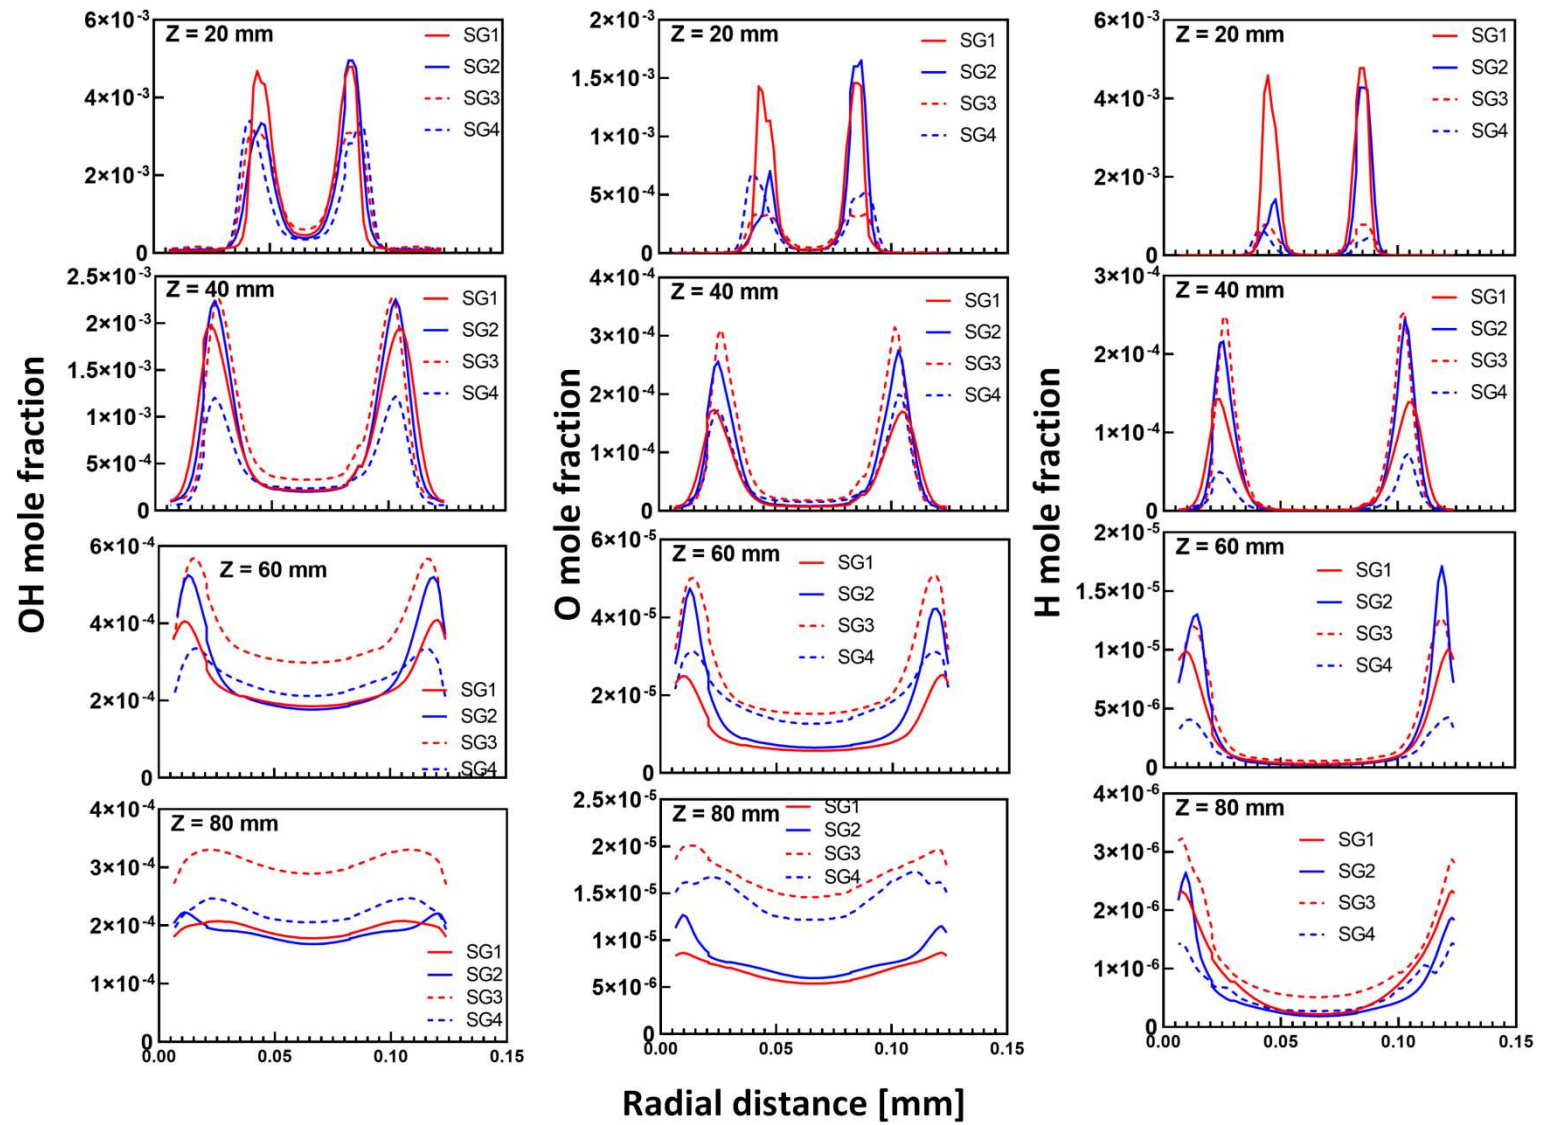 OH mole fraction
6×10⁻³
4×10⁻³
2×10⁻³
0
Z = 20 mm
SG1
SG2
SG3
SG4
2.5×10⁻³
2×10⁻³
1.5×10⁻³
1×10⁻³
5×10⁻⁴
0
Z = 40 mm
SG1
SG2
SG3
SG4
6×10⁻⁴
4×10⁻⁴
2×10⁻⁴
0
Z = 60 mm
SG1
SG2
SG3
SG4
4×10⁻⁴
3×10⁻⁴
2×10⁻⁴
1×10⁻⁴
0
Z = 80 mm
SG1
SG2
SG3
SG4
0.00 0.05 0.10 0.15
O mole fraction
2×10⁻³
1.5×10⁻³
1×10⁻³
5×10⁻⁴
0
Z = 20 mm
SG1
SG2
SG3
SG4
4×10⁻⁴
3×10⁻⁴
2×10⁻⁴
1×10⁻⁴
0
Z = 40 mm
SG1
SG2
SG3
SG4
6×10⁻⁵
4×10⁻⁵
2×10⁻⁵
0
Z = 60 mm
SG1
SG2
SG3
SG4
2.5×10⁻⁵
2×10⁻⁵
1.5×10⁻⁵
1×10⁻⁵
5×10⁻⁶
0
Z = 80 mm
SG1
SG2
SG3
SG4
0.00 0.05 0.10 0.15
H mole fraction
6×10⁻³
4×10⁻³
2×10⁻³
0
Z = 20 mm
SG1
SG2
SG3
SG4
3×10⁻⁴
2×10⁻⁴
1×10⁻⁴
0
Z = 40 mm
SG1
SG2
SG3
SG4
2×10⁻⁵
1.5×10⁻⁵
1×10⁻⁵
5×10⁻⁶
0
Z = 60 mm
SG1
SG2
SG3
SG4
4×10⁻⁶
3×10⁻⁶
2×10⁻⁶
1×10⁻⁶
0
Z = 80 mm
SG1
SG2
SG3
SG4
0.00 0.05 0.10 0.15
Radial distance [mm]